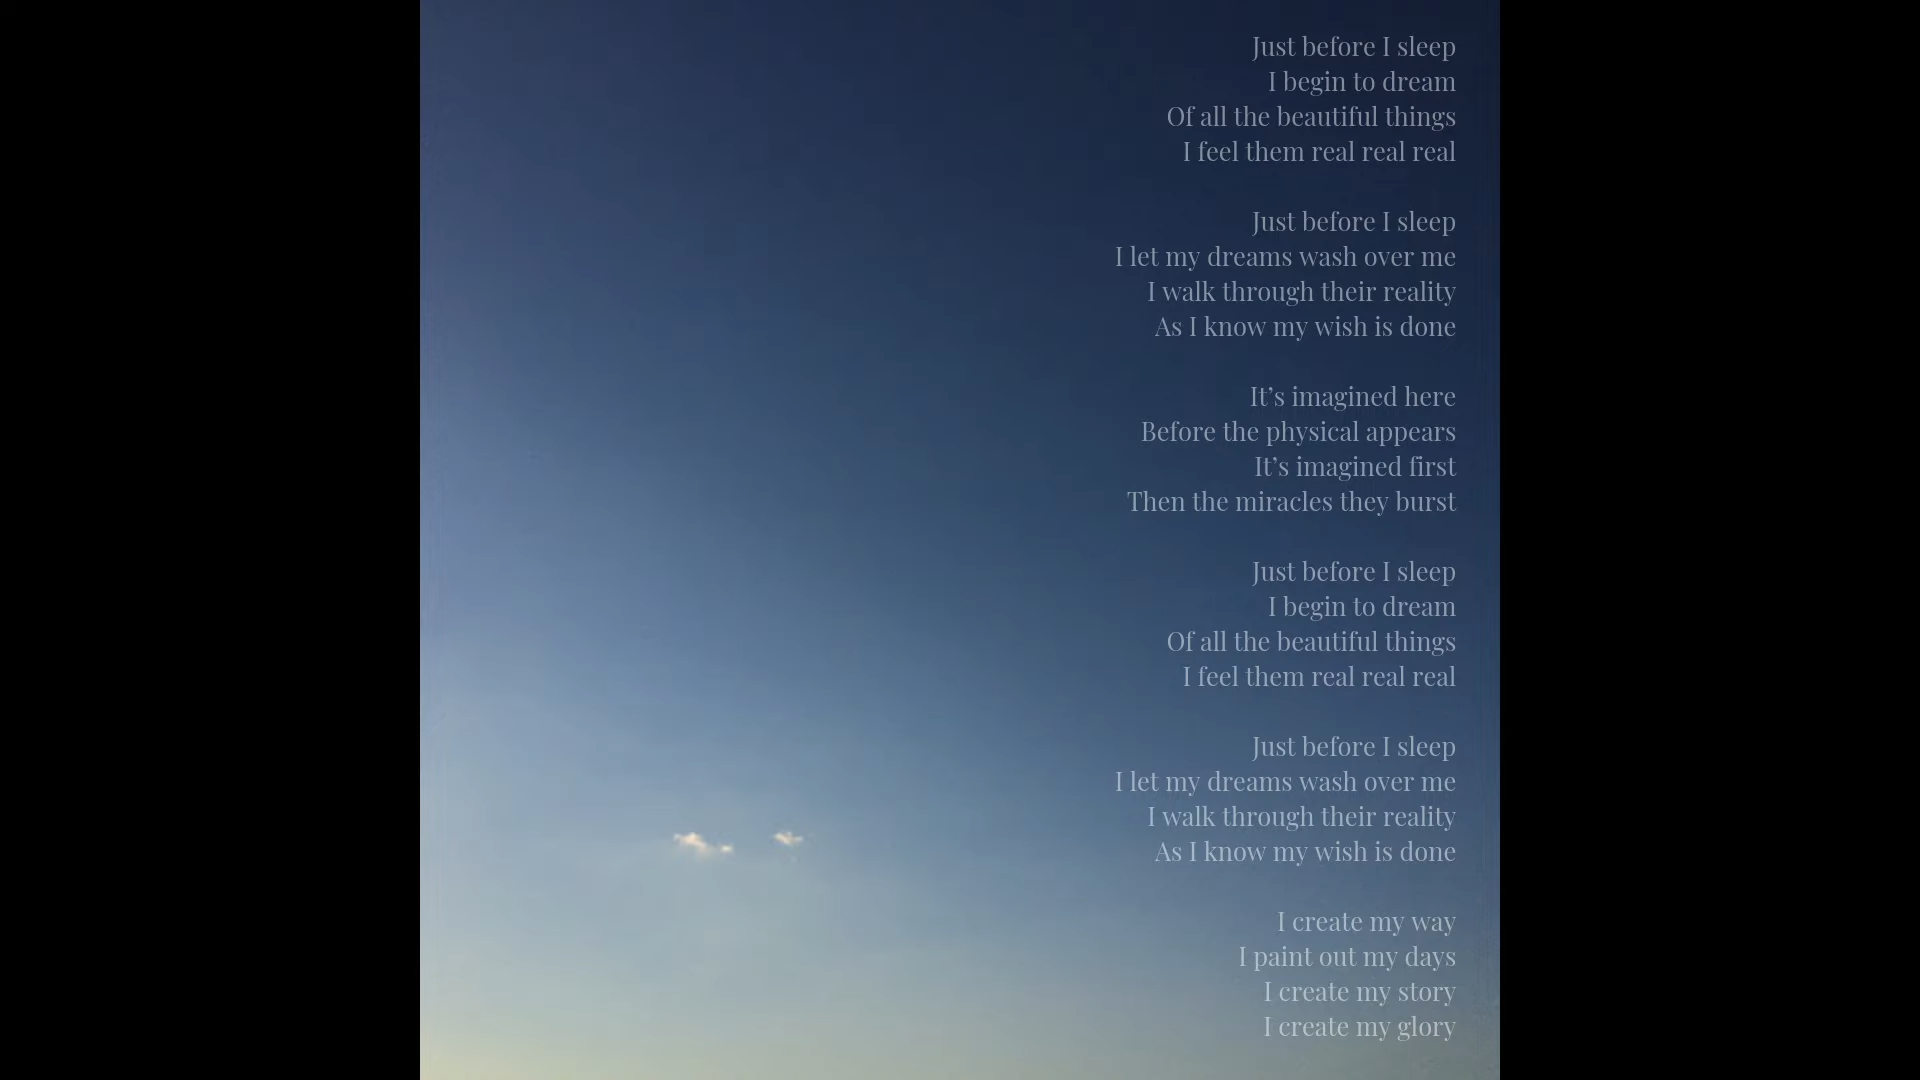 Just before I sleep
I begin to dream
Of all the beautiful things
I feel them real real real
Just before I sleep
I let my dreams wash over me
I walk through their reality
As I know my wish is done
It’s imagined here
Before the physical appears
It’s imagined first
Then the miracles they burst
Just before I sleep
I begin to dream
Of all the beautiful things
I feel them real real real
Just before I sleep
I let my dreams wash over me
I walk through their reality
As I know my wish is done
I create my way
I paint out my days
I create my story
I create my glory